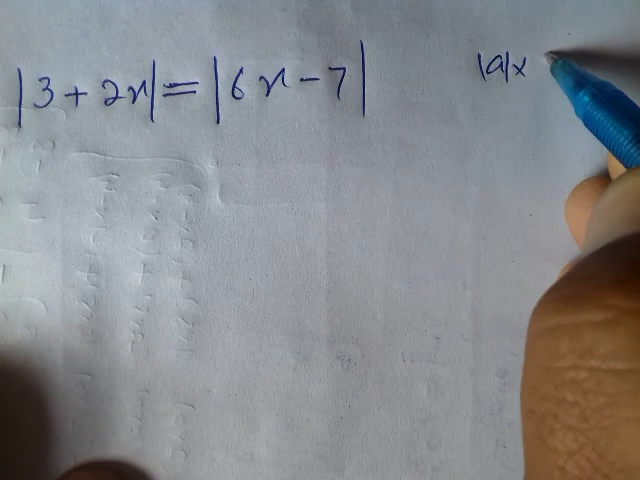 |3 + 2x| = |6x - 7|
|a|x